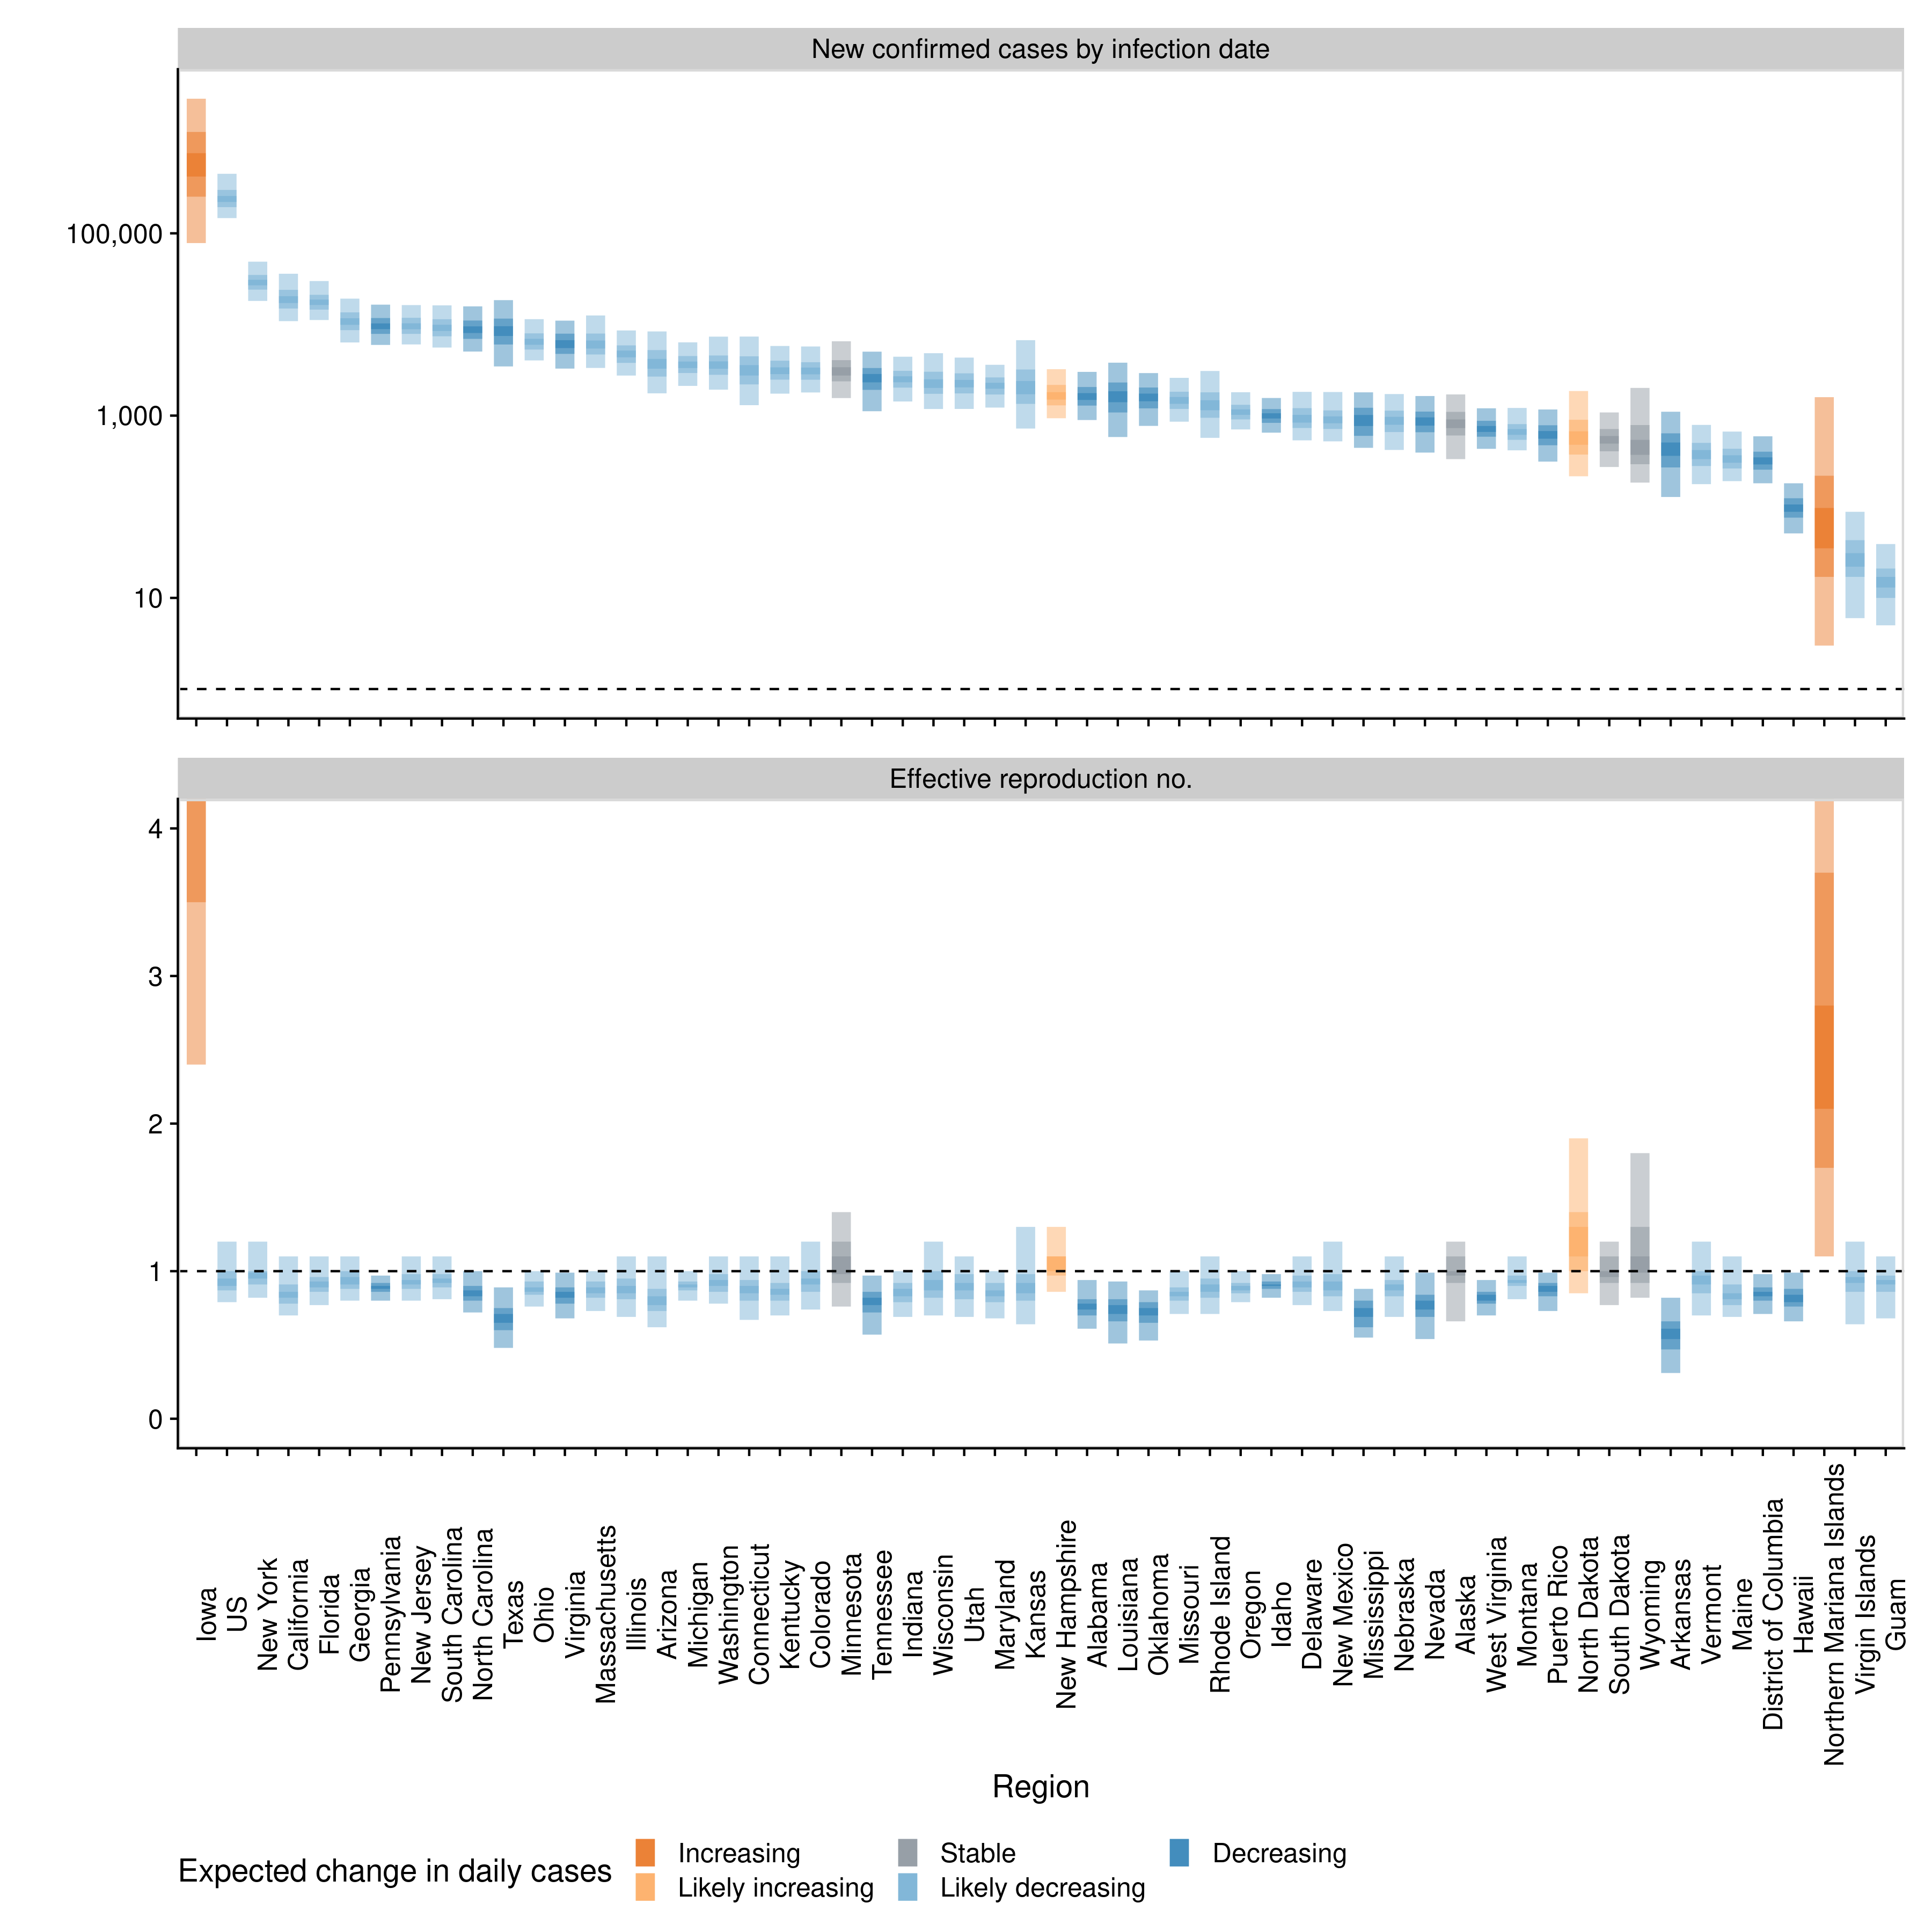 New confirmed cases by infection date
100,000
1,000
10
Effective reproduction no.
4
3
2
1
0
Iowa
US
New York
California
Florida
Georgia
Pennsylvania
New Jersey
South Carolina
North Carolina
Texas
Ohio
Virginia
Massachusetts
Illinois
Arizona
Michigan
Washington
Connecticut
Kentucky
Colorado
Minnesota
Tennessee
Indiana
Wisconsin
Utah
Maryland
Kansas
New Hampshire
Alabama
Louisiana
Oklahoma
Missouri
Rhode Island
Oregon
Idaho
Delaware
New Mexico
Mississippi
Nebraska
Nevada
Alaska
West Virginia
Montana
Puerto Rico
North Dakota
South Dakota
Wyoming
Arkansas
Vermont
Maine
District of Columbia
Hawaii
Northern Mariana Islands
Virgin Islands
Guam
Region
Expected change in daily cases
Increasing
Likely increasing
Stable
Likely decreasing
Decreasing